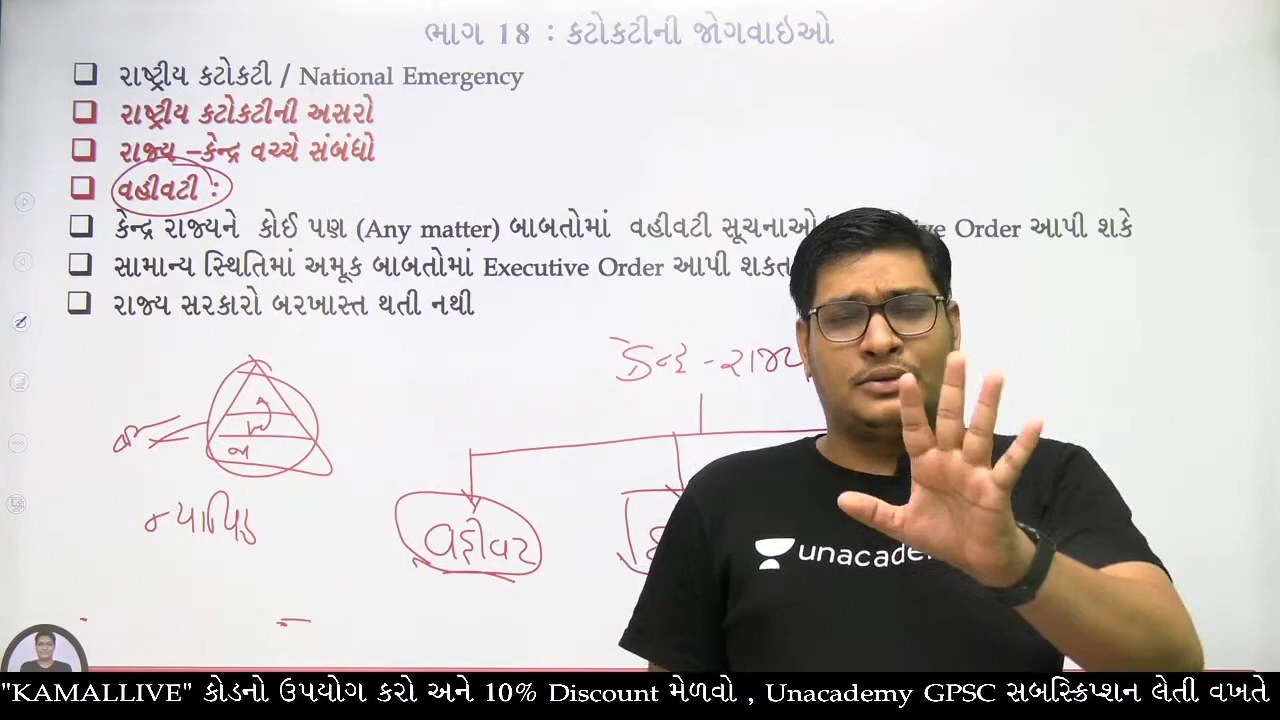 ભાગ 18 : કટોકટીની જોગવાઇઓ
રાષ્ટ્રીય કટોકટી / National Emergency
રાષ્ટ્રીય કટોકટીની અસરો
રાજ્ય –કેન્દ્ર વચ્ચે સંબંધો
વહીવટી :
કેન્દ્ર રાજ્યને કોઈ પણ (Any matter) બાબતોમાં વહીવટી સૂચનાઓ Order આપી શકે
સામાન્ય સ્થિતિમાં અમૂક બાબતોમાં Executive Order આપી
રાજ્ય સરકારો બરખાસ્ત થતી નથી
કેન્દ્ર - રાજ્ય
વહીવટ
unacade
"KAMALLIVE" કોડનો ઉપયોગ કરો અને 10% Discount મેળવો , Unacademy GPSC સબસ્ક્રિપ્શન લેતી વખતે